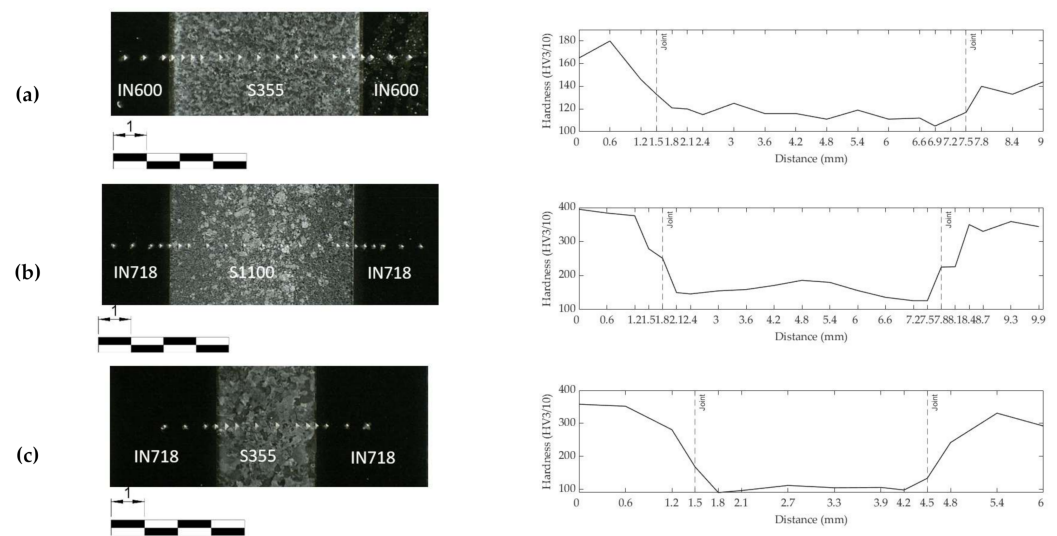 (a)
IN600 S355 IN600
1
180
160
140
120
100
Hardness (HV3/10)
Joint
Joint
0 0.6 1.2 1.5 1.8 2.1 2.4 3 3.6 4.2 4.8 5.4 6 6.6 6.9 7.2 7.5 7.8 8.4 9
Distance (mm)
(b)
IN718 S1100 IN718
1
400
300
200
100
Hardness (HV3/10)
Joint
Joint
0 0.6 1.2 1.5 1.8 2.1 2.4 3 3.6 4.2 4.8 5.4 6 6.6 7.2 7.5 7.8 8.1 8.4 8.7 9.3 9.9
Distance (mm)
(c)
IN718 S355 IN718
1
400
300
200
100
Hardness (HV3/10)
Joint
Joint
0 0.6 1.2 1.5 1.8 2.1 2.7 3.3 3.9 4.2 4.5 4.8 5.4 6
Distance (mm)